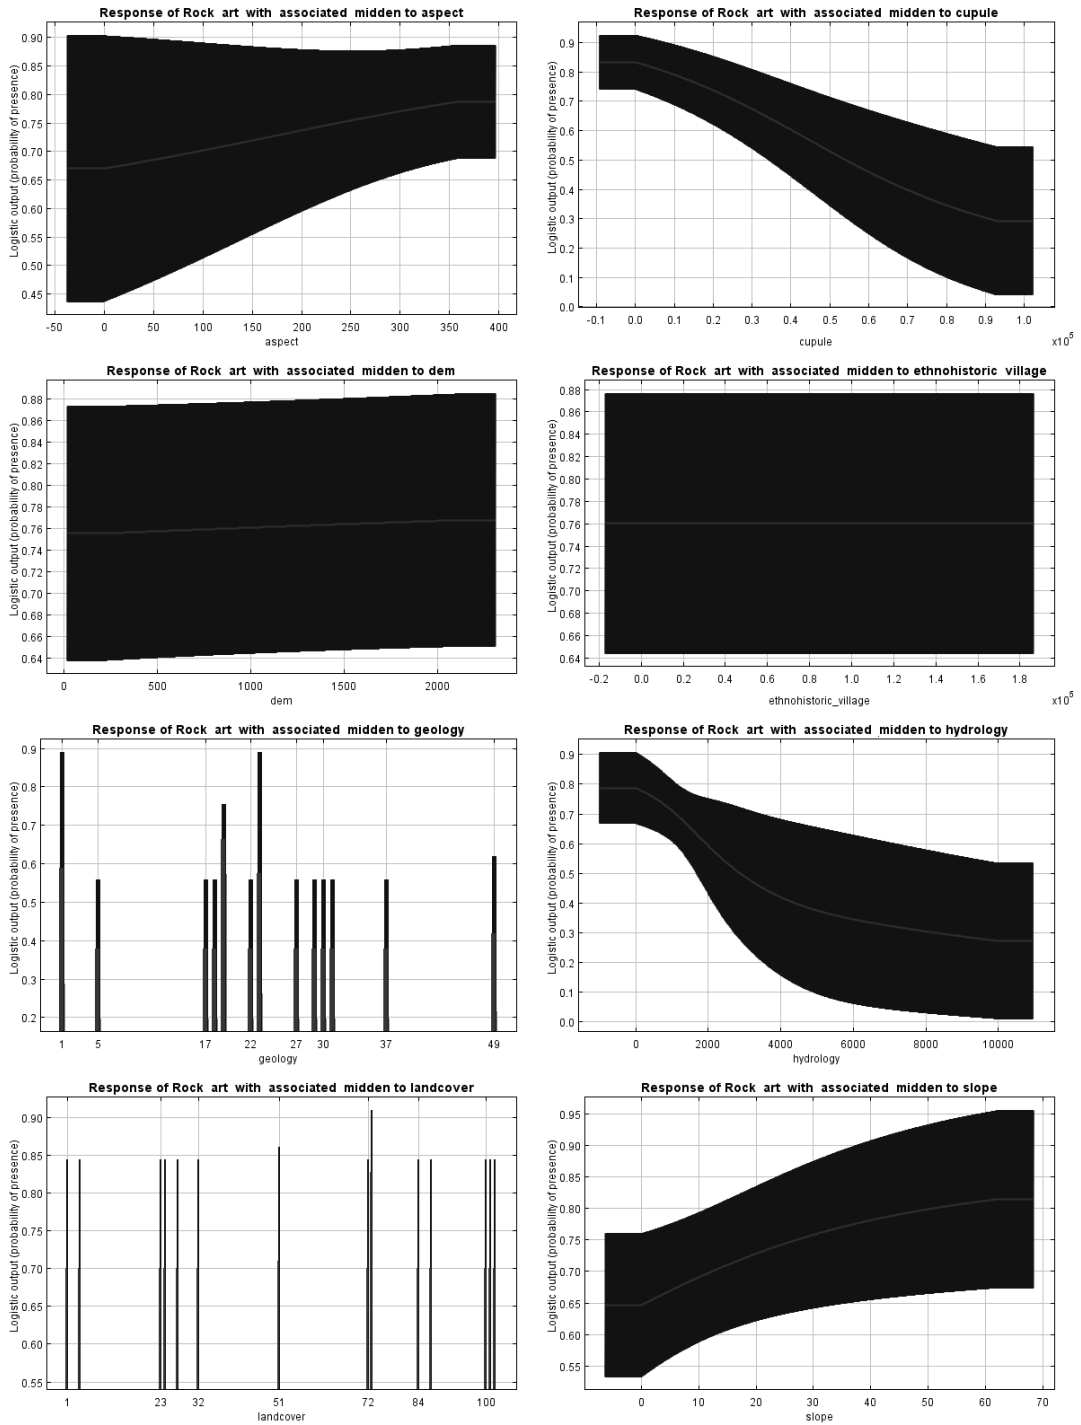 Response of Rock art with associated midden to aspect
Logistic output (probability of presence)
0.90
0.85
0.80
0.75
0.70
0.65
0.60
0.55
0.50
0.45
-50 0 50 100 150 200 250 300 350 400
aspect
Response of Rock art with associated midden to cupule
Logistic output (probability of presence)
0.9
0.8
0.7
0.6
0.5
0.4
0.3
0.2
0.1
0.0
-0.1 0.0 0.1 0.2 0.3 0.4 0.5 0.6 0.7 0.8 0.9 1.0
cupule x10⁵
Response of Rock art with associated midden to dem
Logistic output (probability of presence)
0.88
0.86
0.84
0.82
0.80
0.78
0.76
0.74
0.72
0.70
0.68
0.66
0.64
0 500 1000 1500 2000
dem
Response of Rock art with associated midden to ethnohistoric village
Logistic output (probability of presence)
0.88
0.86
0.84
0.82
0.80
0.78
0.76
0.74
0.72
0.70
0.68
0.66
0.64
-0.2 0.0 0.2 0.4 0.6 0.8 1.0 1.2 1.4 1.6 1.8
ethnohistoric_village x10⁵
Response of Rock art with associated midden to geology
Logistic output (probability of presence)
0.9
0.8
0.7
0.6
0.5
0.4
0.3
0.2
1 5 17 22 27 30 37 49
geology
Response of Rock art with associated midden to hydrology
Logistic output (probability of presence)
0.9
0.8
0.7
0.6
0.5
0.4
0.3
0.2
0.1
0.0
0 2000 4000 6000 8000 10000
hydrology
Response of Rock art with associated midden to landcover
Logistic output (probability of presence)
0.90
0.85
0.80
0.75
0.70
0.65
0.60
0.55
1 23 32 51 72 84 100
landcover
Response of Rock art with associated midden to slope
Logistic output (probability of presence)
0.95
0.90
0.85
0.80
0.75
0.70
0.65
0.60
0.55
0 10 20 30 40 50 60 70
slope